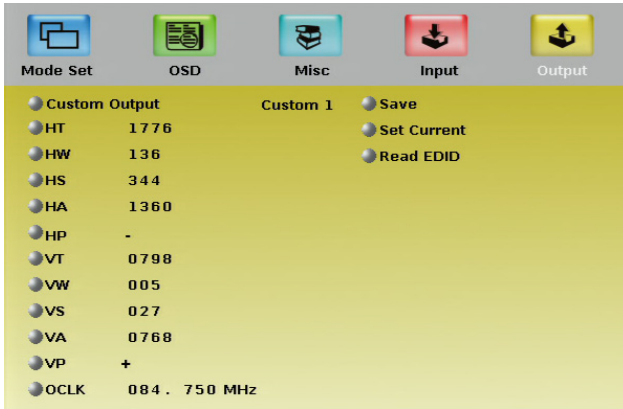 Mode Set OSD Misc Input Output
Custom Output Custom 1 Save
HT 1776 Set Current
HW 136 Read EDID
HS 344
HA 1360
HP -
VT 0798
VW 005
VS 027
VA 0768
VP +
OCLK 084. 750 MHz